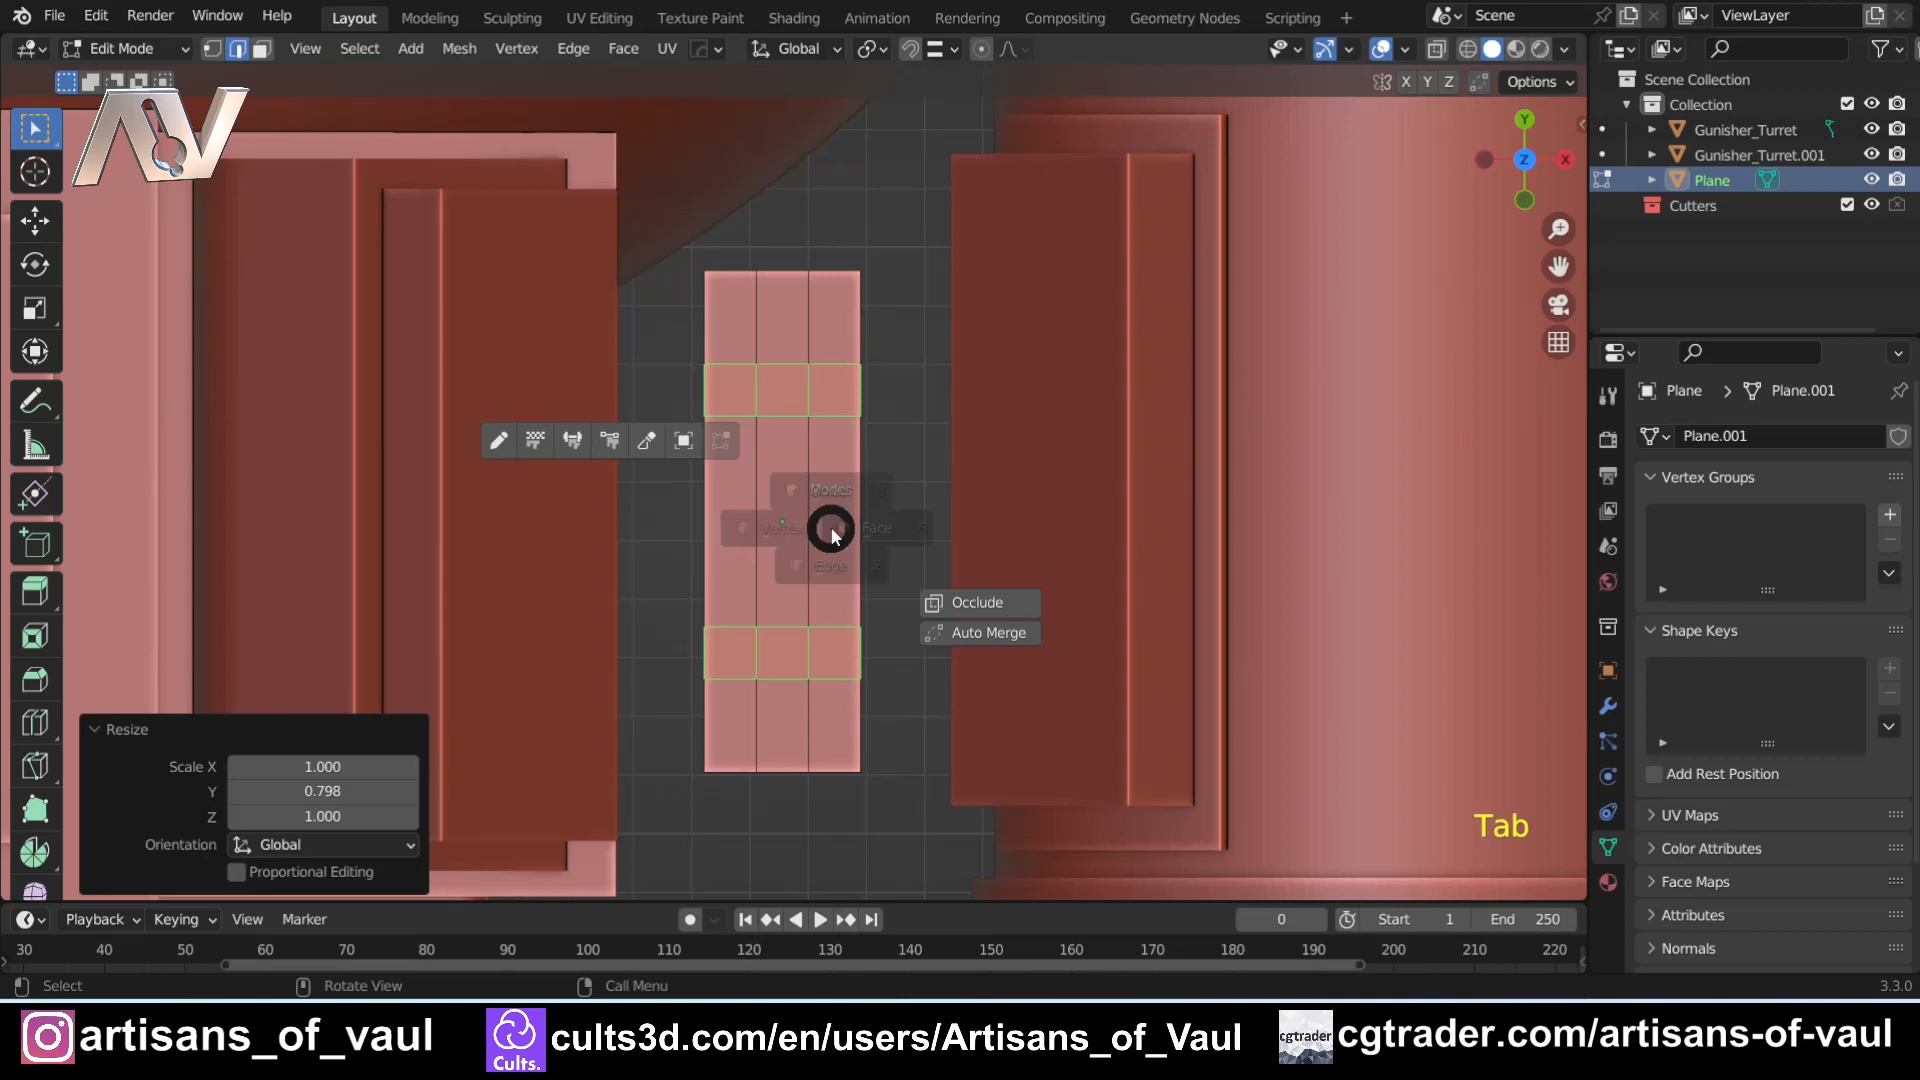 File Edit Render Window Help Layout Modeling Sculpting UV Editing Texture Paint Shading Animation Rendering Compositing Geometry Nodes Scripting + Scene ViewLayer
Edit Mode View Select Add Mesh Vertex Edge Face UV Global
X Y Z Options
Scene Collection
Collection
Gunisher_Turret
Gunisher_Turret.001
Plane
Cutters
AV
Y
Z X
Plane > Plane.001
Plane.001
Vertex Groups
Modes
Vertex Face
Edge 2
Occlude
Auto Merge
Shape Keys
Add Rest Position
UV Maps
Color Attributes
Face Maps
Attributes
Normals
Resize
Scale X 1.000
Y 0.798
Z 1.000
Orientation Global
Proportional Editing
Tab
Playback Keying View Marker 0 Start 1 End 250
30 40 50 60 70 80 90 100 110 120 130 140 150 160 170 180 190 200 210 220
Select Rotate View Call Menu 3.3.0
artisans_of_vaul Cults. cults3d.com/en/users/Artisans_of_Vaul cgtrader cgtrader.com/artisans-of-vaul